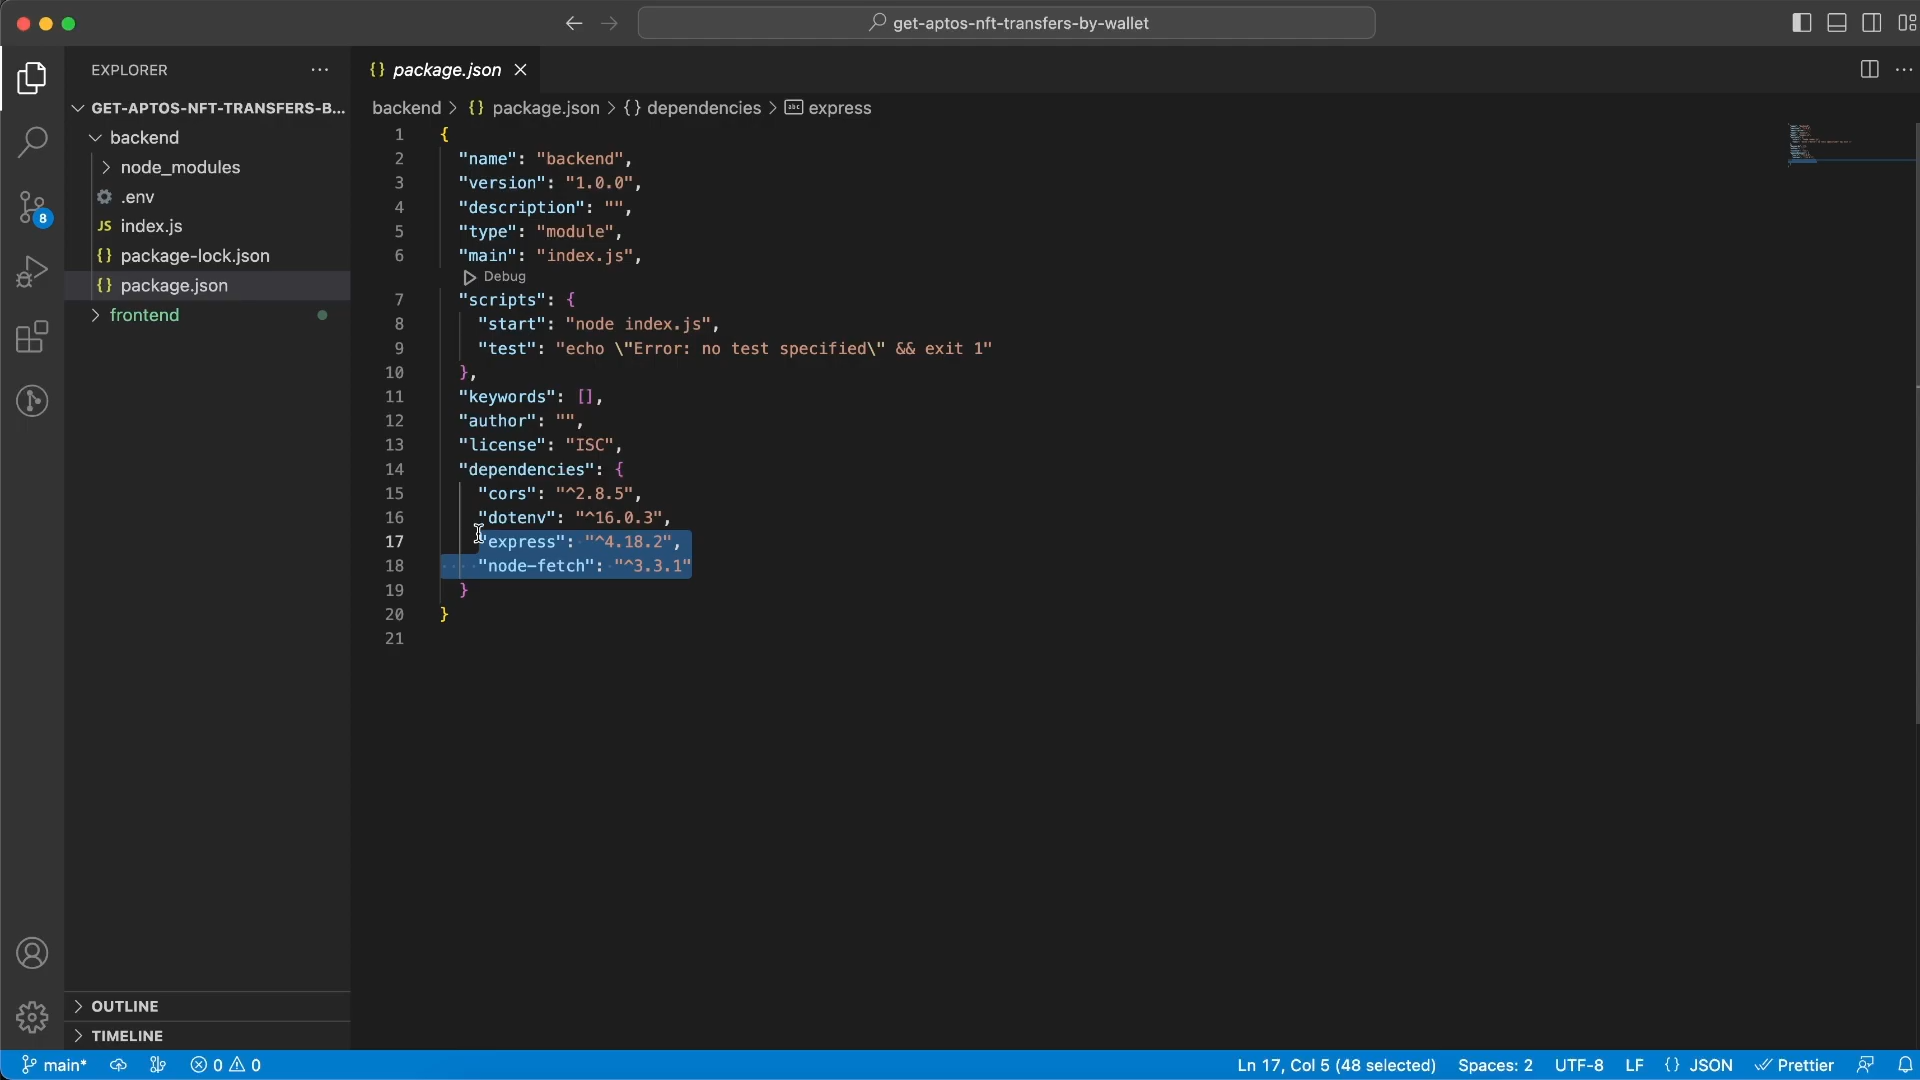 get-aptos-nft-transfers-by-wallet
EXPLORER
GET-APTOS-NFT-TRANSFERS-B...
backend
node_modules
.env
JS index.js
{} package-lock.json
{} package.json
frontend
OUTLINE
TIMELINE
{} package.json
backend > {} package.json > {} dependencies > abc express
1 {
2 "name": "backend",
3 "version": "1.0.0",
4 "description": "",
5 "type": "module",
6 "main": "index.js",
Debug
7 "scripts": {
8 "start": "node index.js",
9 "test": "echo \"Error: no test specified\" && exit 1"
10 },
11 "keywords": [],
12 "author": "",
13 "license": "ISC",
14 "dependencies": {
15 "cors": "^2.8.5",
16 "dotenv": "^16.0.3",
17 "express": "^4.18.2",
18 "node-fetch": "^3.3.1"
19 }
20 }
21
8
main* 0 0 Ln 17, Col 5 (48 selected) Spaces: 2 UTF-8 LF {} JSON Prettier